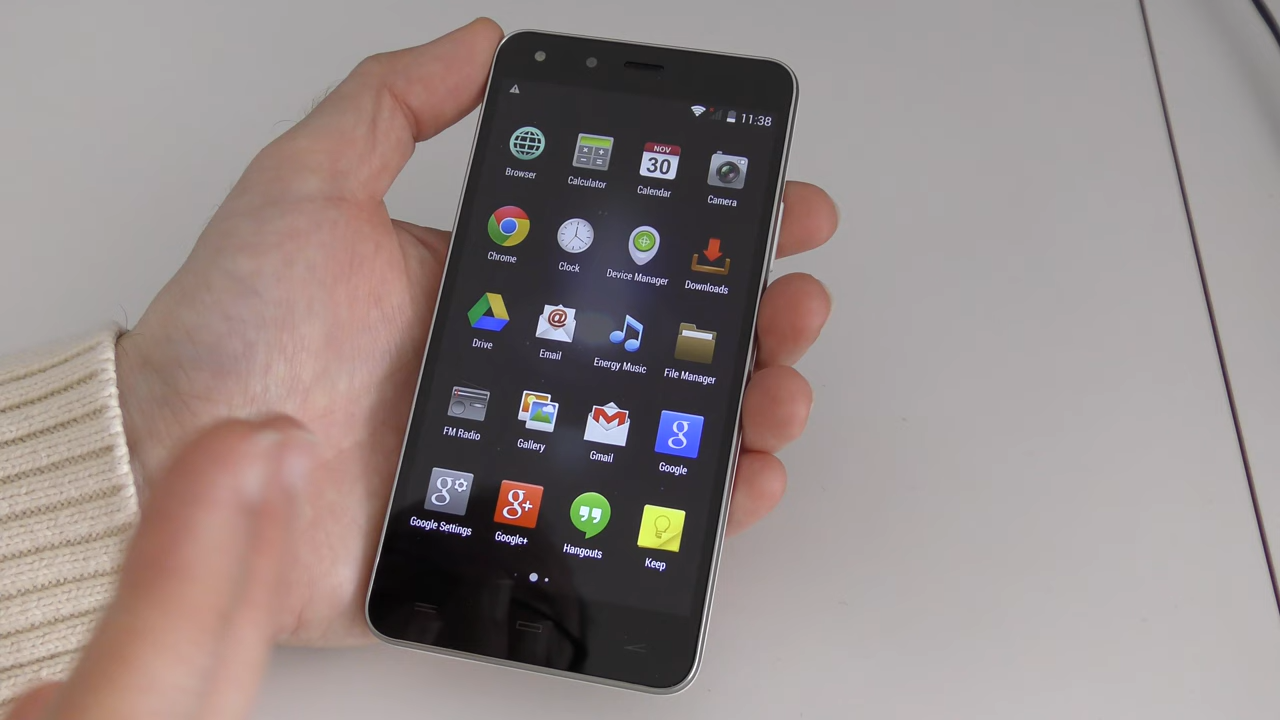 11:38
NOV
30
Browser
Calculator
Calendar
Camera
Chrome
Clock
Device Manager
Downloads
@
Drive
Email
Energy Music
File Manager
M
g
FM Radio
Gallery
Gmail
Google
g
g+
Google Settings
Google+
Hangouts
Keep